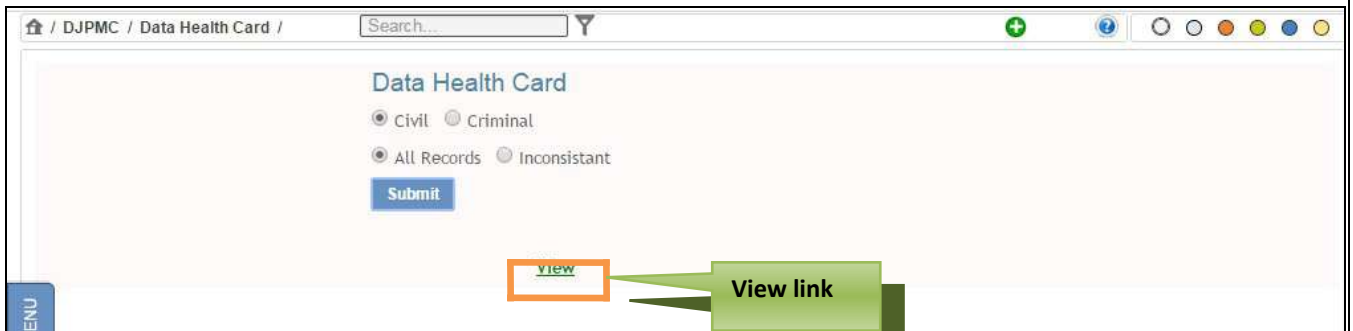 / DJPMC / Data Health Card / Search...
Data Health Card
Civil Criminal
All Records Inconsistant
Submit
View
View link
ENU